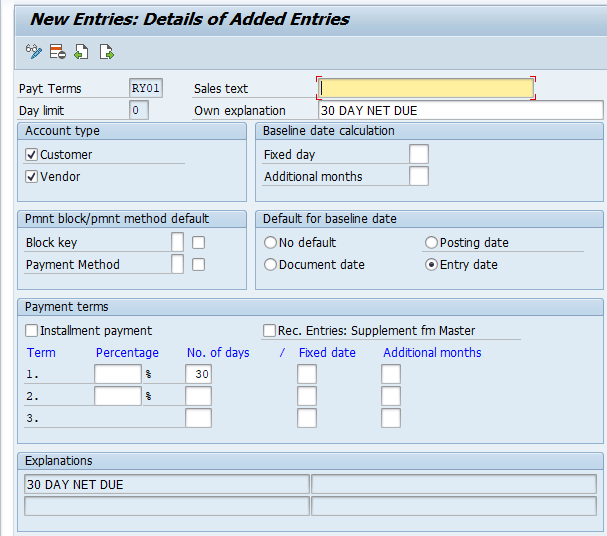 New Entries: Details of Added Entries
Payt Terms RY01 Sales text
Day limit 0 Own explanation 30 DAY NET DUE
Account type
Customer
Vendor
Baseline date calculation
Fixed day
Additional months
Pmnt block/pmnt method default
Block key
Payment Method
Default for baseline date
No default Posting date
Document date Entry date
Payment terms
Installment payment Rec. Entries: Supplement fm Master
Term Percentage No. of days / Fixed date Additional months
1. % 30
2. %
3.
Explanations
30 DAY NET DUE